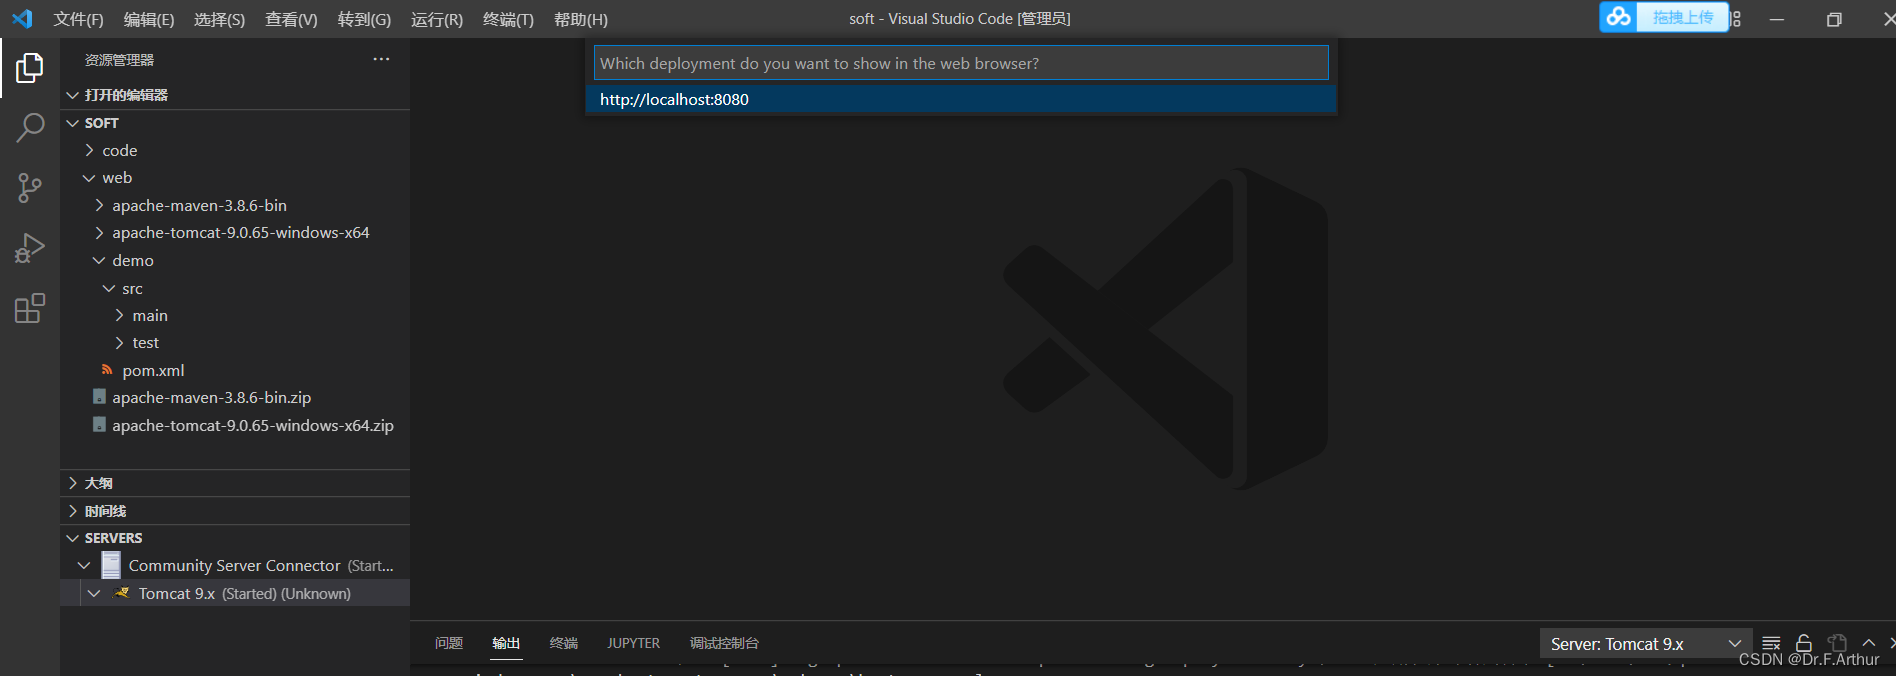 文件(F) 编辑(E) 选择(S) 查看(V) 转到(G) 运行(R) 终端(T) 帮助(H) soft - Visual Studio Code [管理员] 拖拽上传
资源管理器
Which deployment do you want to show in the web browser?
http://localhost:8080
打开的编辑器
SOFT
code
web
apache-maven-3.8.6-bin
apache-tomcat-9.0.65-windows-x64
demo
src
main
test
pom.xml
apache-maven-3.8.6-bin.zip
apache-tomcat-9.0.65-windows-x64.zip
大纲
时间线
SERVERS
Community Server Connector (Start...
Tomcat 9.x (Started) (Unknown)
问题 输出 终端 JUPYTER 调试控制台 Server: Tomcat 9.x
CSDN @Dr.F.Arthur